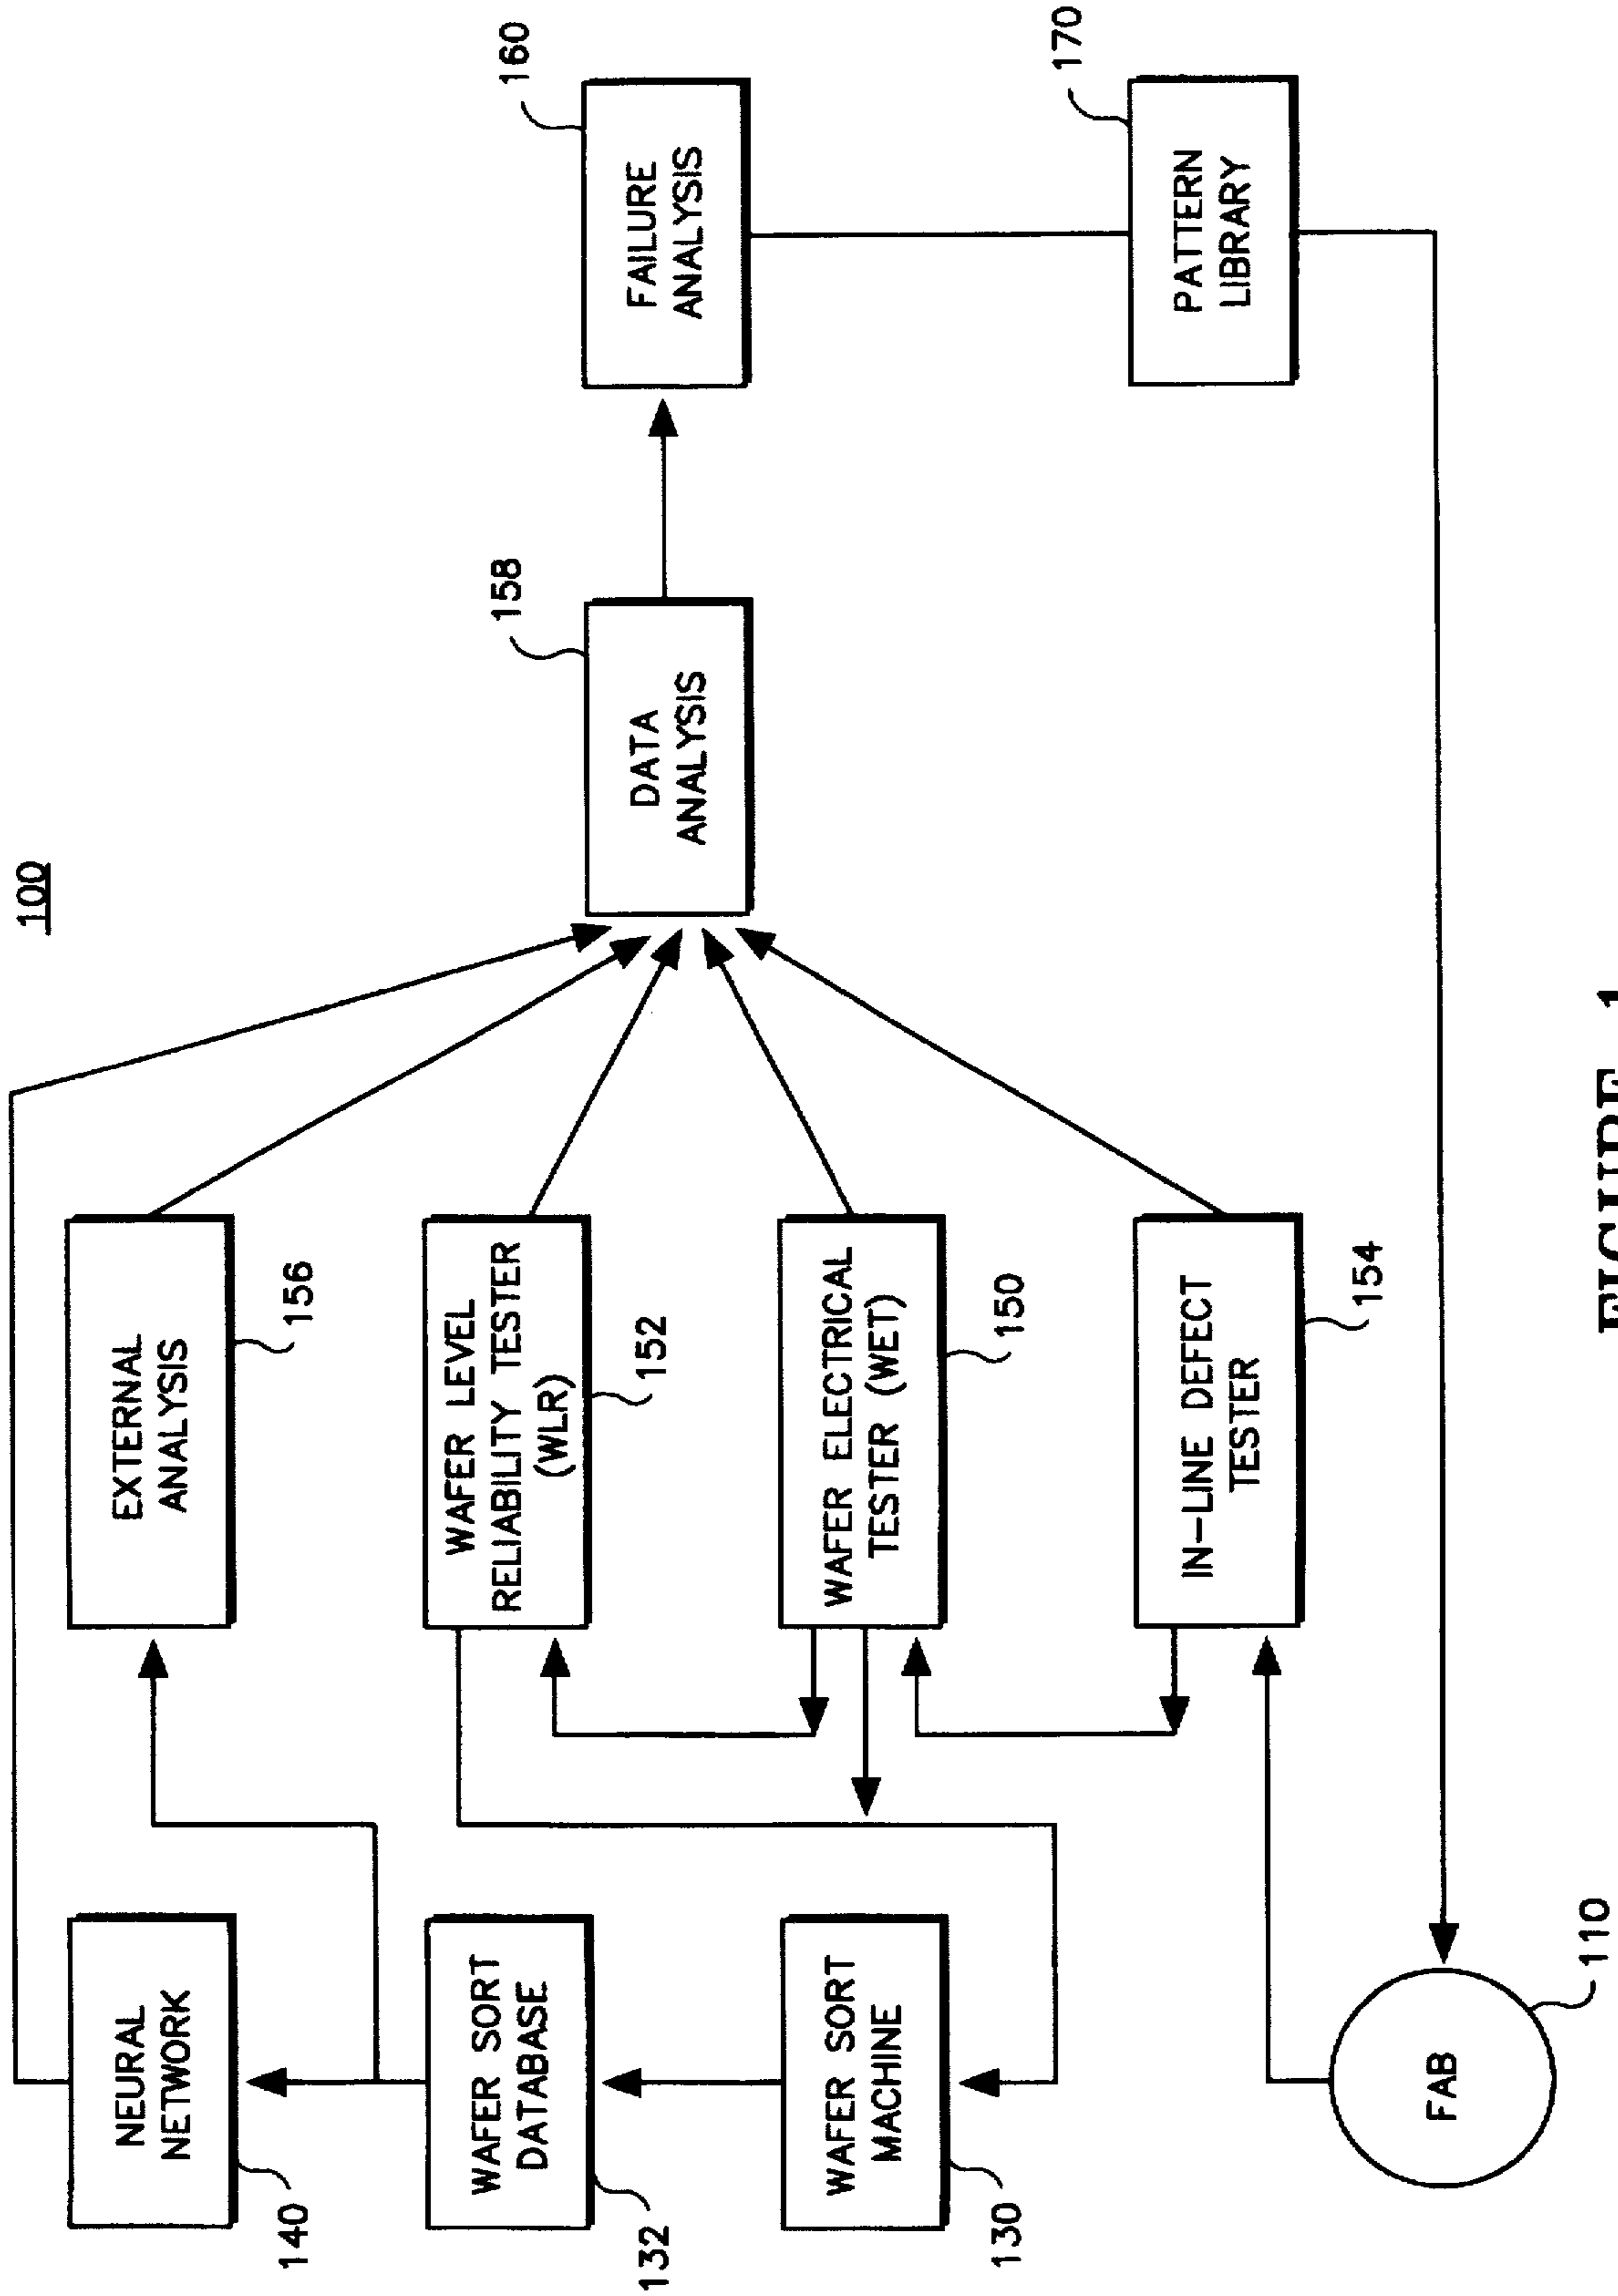 100
NEURAL
NETWORK
140
WAFER SORT
DATABASE
132
WAFER SORT
MACHINE
130
FAB
110
EXTERNAL
ANALYSIS
156
WAFER LEVEL
RELIABILITY TESTER
(WLR)
152
WAFER ELECTRICAL
TESTER (WET)
150
IN-LINE DEFECT
TESTER
154
DATA
ANALYSIS
158
FAILURE
ANALYSIS
160
PATTERN
LIBRARY
170
FIGURE 1